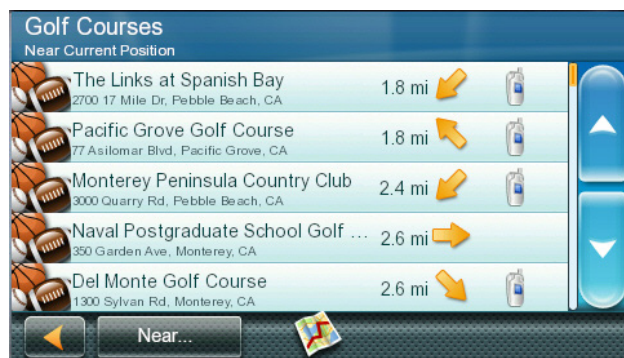 Golf Courses
Near Current Position
The Links at Spanish Bay 1.8 mi
2700 17 Mile Dr, Pebble Beach, CA
Pacific Grove Golf Course 1.8 mi
77 Asilomar Blvd, Pacific Grove, CA
Monterey Peninsula Country Club 2.4 mi
3000 Quarry Rd, Pebble Beach, CA
Naval Postgraduate School Golf ... 2.6 mi
350 Garden Ave, Monterey, CA
Del Monte Golf Course 2.6 mi
1300 Sylvan Rd, Monterey, CA
Near...